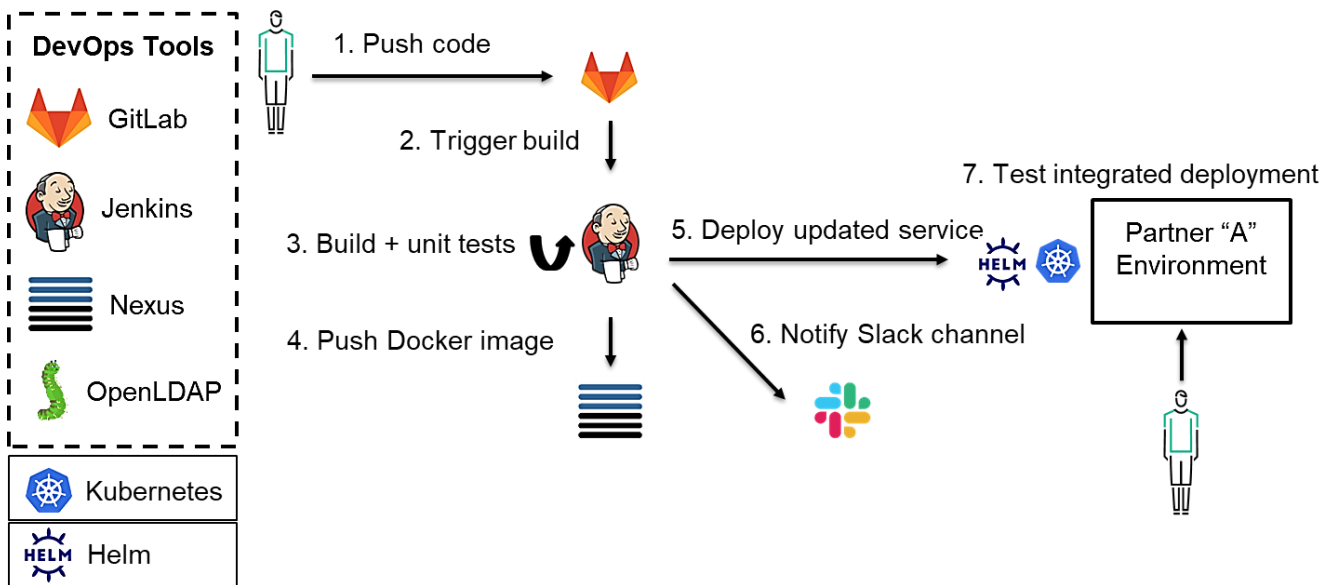 DevOps Tools
GitLab
Jenkins
Nexus
OpenLDAP
Kubernetes
HELM
Helm
1. Push code
2. Trigger build
3. Build + unit tests
4. Push Docker image
5. Deploy updated service
6. Notify Slack channel
7. Test integrated deployment
HELM
Partner “A”
Environment